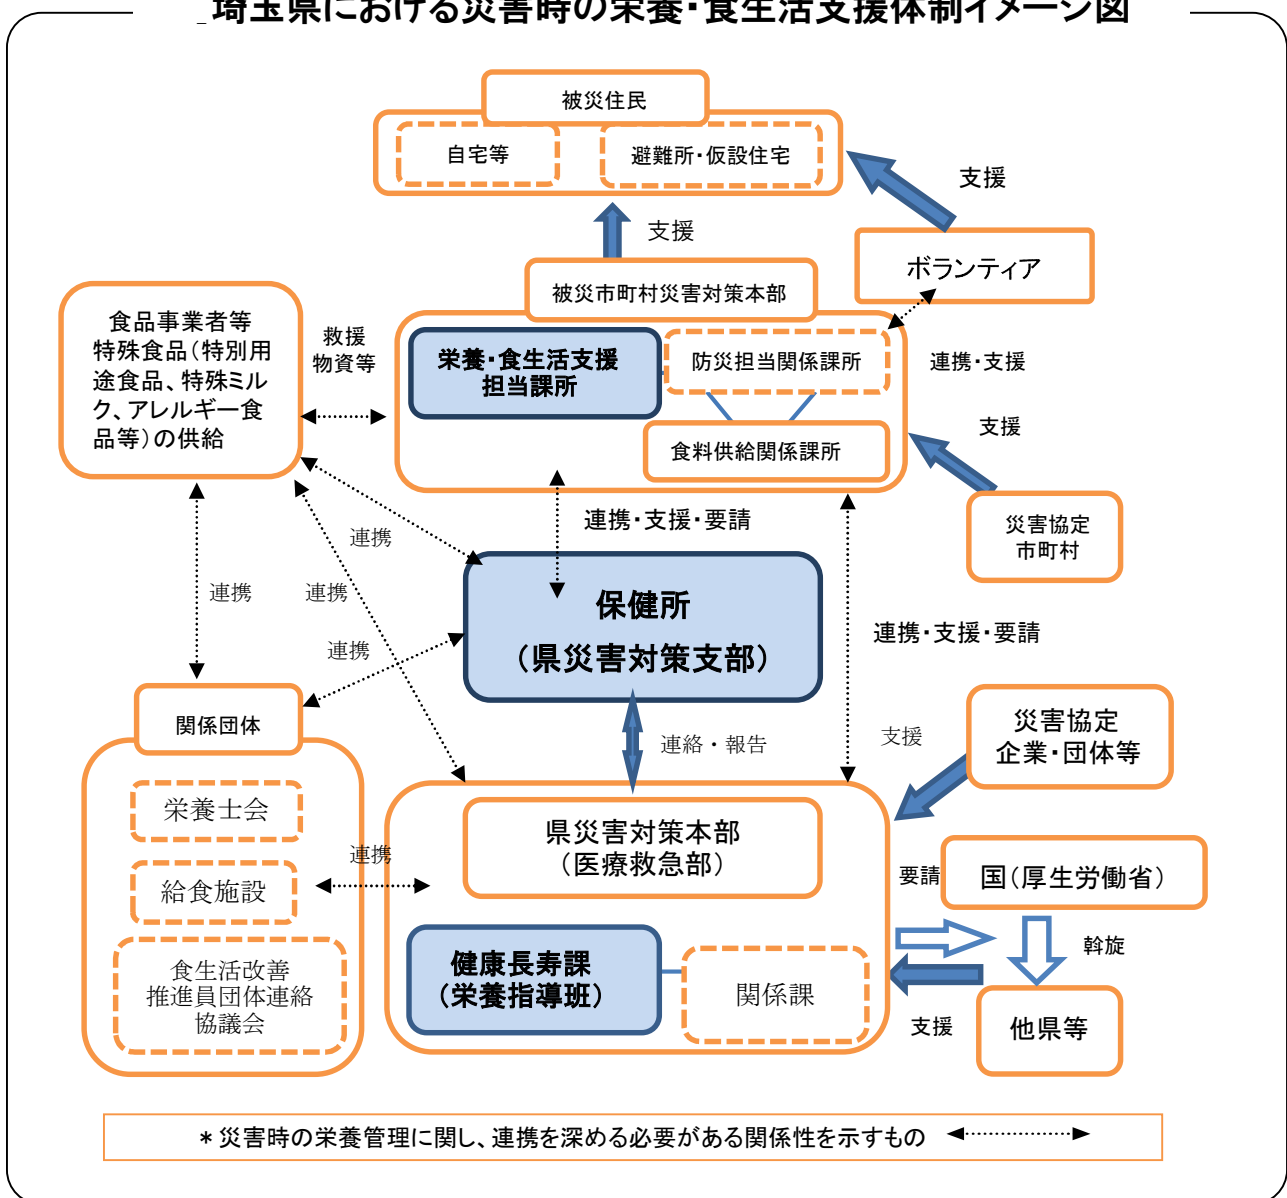 埼玉県における災害時の栄養・食生活支援体制イメージ図
被災住民
自宅等
避難所・仮設住宅
支援
支援
ボランティア
被災市町村災害対策本部
食品事業者等
特殊食品（特別用
途食品、特殊ミル
ク、アレルギー食
品等）の供給
救援
物資等
栄養・食生活支援
担当課所
防災担当関係課所
連携・支援
食料供給関係課所
支援
災害協定
市町村
連携・支援・要請
連携
連携
連携
保健所
（県災害対策支部）
連携・支援・要請
連携
関係団体
連絡・報告
支援
災害協定
企業・団体等
栄養士会
給食施設
食生活改善
推進員団体連絡
協議会
連携
県災害対策本部
（医療救急部）
要請
国（厚生労働省）
健康長寿課
（栄養指導班）
関係課
斡旋
支援
他県等
＊災害時の栄養管理に関し、連携を深める必要がある関係性を示すもの